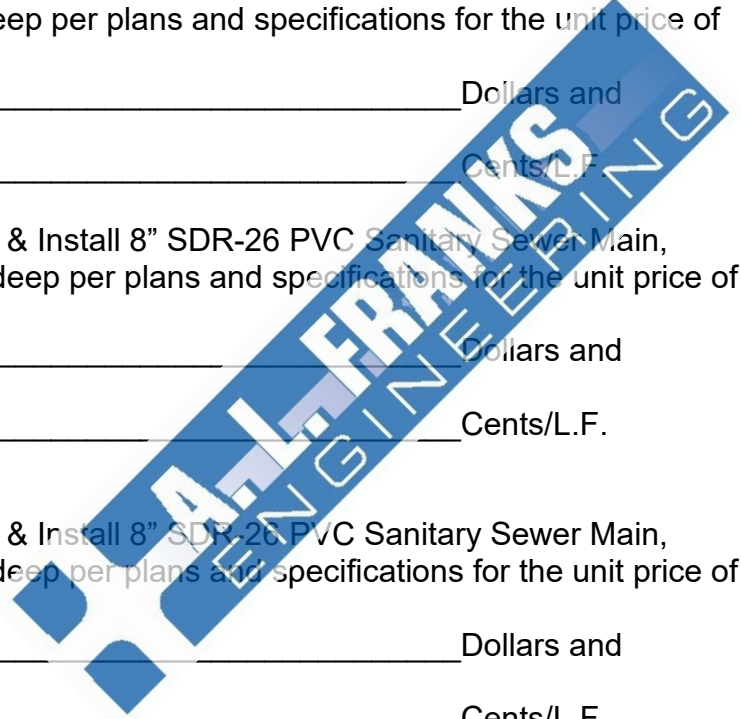 eep per plans and specifications for the unit price of
Dollars and
Cents/L.F.
& Install 8” SDR-26 PVC Sanitary Sewer Main,
deep per plans and specifications for the unit price of
Dollars and
Cents/L.F.
& Install 8” SDR-26 PVC Sanitary Sewer Main,
deep per plans and specifications for the unit price of
Dollars and
Cents/L.F.
A. L. FRANKS
ENGINEERING